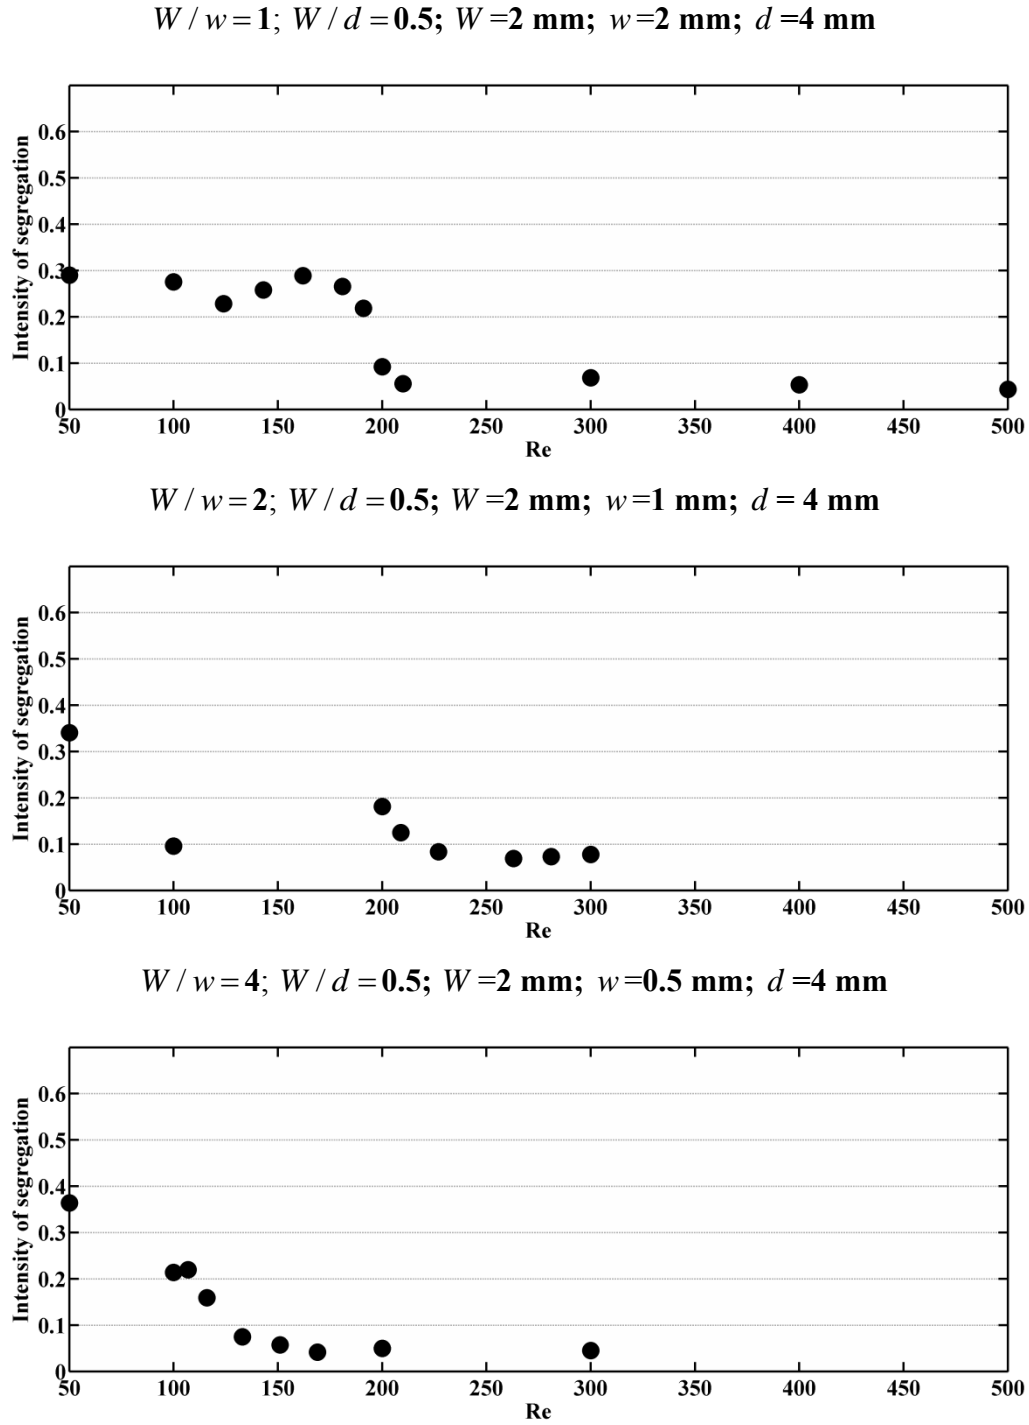 W / w = 1; W / d = 0.5; W =2 mm; w=2 mm; d =4 mm
Intensity of segregation
0.6
0.5
0.4
0.3
0.2
0.1
0
50 100 150 200 250 300 350 400 450 500
Re
W / w = 2; W / d = 0.5; W =2 mm; w=1 mm; d = 4 mm
Intensity of segregation
0.6
0.5
0.4
0.3
0.2
0.1
0
50 100 150 200 250 300 350 400 450 500
Re
W / w = 4; W / d = 0.5; W =2 mm; w=0.5 mm; d =4 mm
Intensity of segregation
0.6
0.5
0.4
0.3
0.2
0.1
0
50 100 150 200 250 300 350 400 450 500
Re